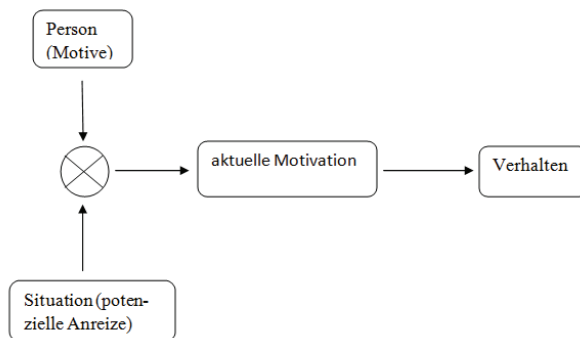 Person
(Motive)
aktuelle Motivation
Verhalten
Situation (poten-
zielle Anreize)